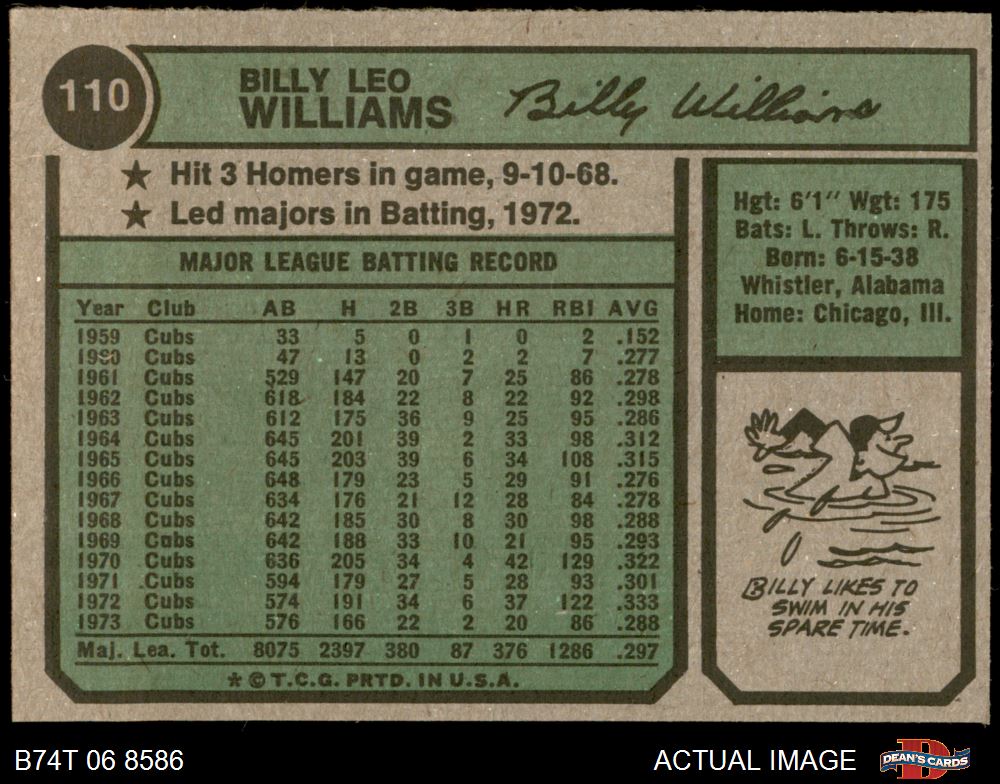 110
BILLY LEO
WILLIAMS
Billy Williams
★ Hit 3 Homers in game, 9-10-68.
★ Led majors in Batting, 1972.
MAJOR LEAGUE BATTING RECORD
Year Club AB H 2B 3B HR RBI AVG
1959 Cubs 33 5 0 1 0 2 .152
1960 Cubs 47 13 0 2 2 7 .277
1961 Cubs 529 147 20 7 25 86 .278
1962 Cubs 618 184 22 8 22 92 .298
1963 Cubs 612 175 36 9 25 95 .286
1964 Cubs 645 201 39 2 33 98 .312
1965 Cubs 645 203 39 6 34 108 .315
1966 Cubs 648 179 23 5 29 91 .276
1967 Cubs 634 176 21 12 28 84 .278
1968 Cubs 642 185 30 8 30 98 .288
1969 Cubs 642 188 33 10 21 95 .293
1970 Cubs 636 205 34 4 42 129 .322
1971 Cubs 594 179 27 5 28 93 .301
1972 Cubs 574 191 34 6 37 122 .333
1973 Cubs 576 166 22 2 20 86 .288
Maj. Lea. Tot. 8075 2397 380 87 376 1286 .297
* © T.C.G. PRTD. IN U.S.A.
Hgt: 6'1" Wgt: 175
Bats: L. Throws: R.
Born: 6-15-38
Whistler, Alabama
Home: Chicago, Ill.
BILLY LIKES TO
SWIM IN HIS
SPARE TIME.
B74T 06 8586
ACTUAL IMAGE
D
DEAN'S CARDS